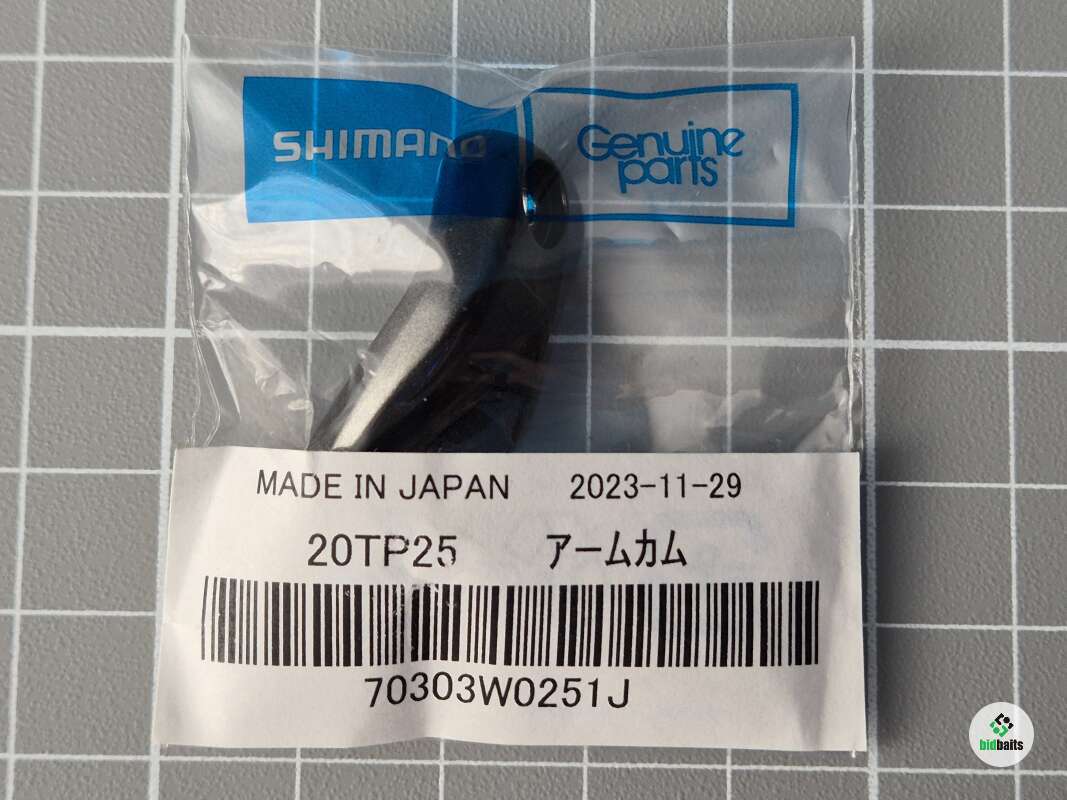 SHIMANO
Genuine
parts
MADE IN JAPAN 2023-11-29
20TP25 アームカム
70303W0251J
bidbaits